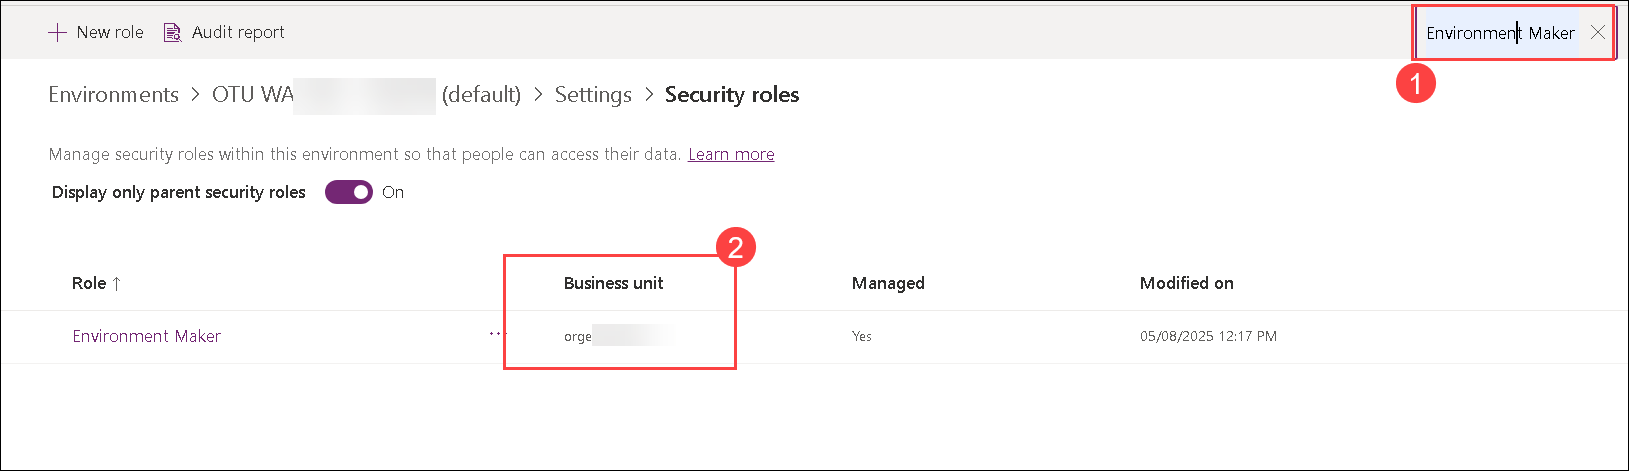 New role Audit report Environment Maker
1
Environments > OTU WA (default) > Settings > Security roles
Manage security roles within this environment so that people can access their data. Learn more
Display only parent security roles On
2
Role ↑ Business unit Managed Modified on
Environment Maker ... orge Yes 05/08/2025 12:17 PM